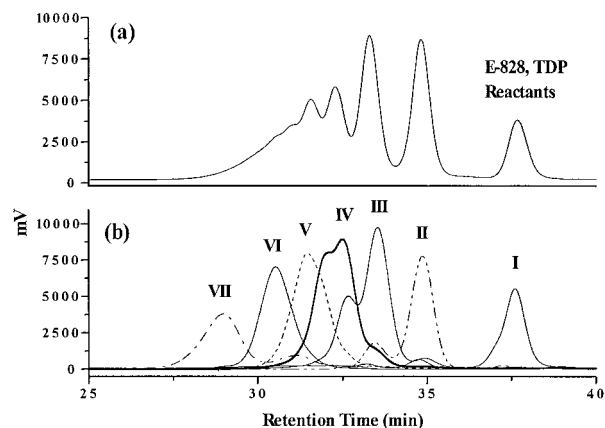 (a)
10000
7500
5000
2500
0
E-828, TDP
Reactants
mV
(b)
10000
7500
5000
2500
0
VII
VI
V
IV
III
II
I
25
30
35
40
Retention Time (min)